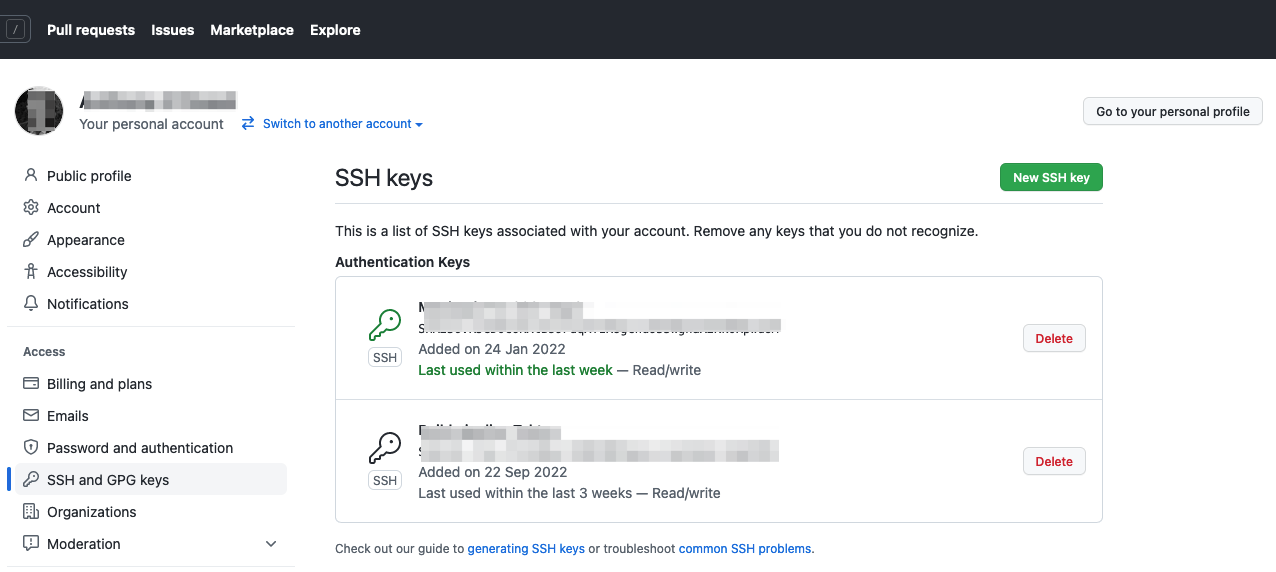 / Pull requests Issues Marketplace Explore
Your personal account Switch to another account
Go to your personal profile
Public profile
Account
Appearance
Accessibility
Notifications
Access
Billing and plans
Emails
Password and authentication
SSH and GPG keys
Organizations
Moderation
SSH keys
New SSH key
This is a list of SSH keys associated with your account. Remove any keys that you do not recognize.
Authentication Keys
SSH
Added on 24 Jan 2022
Last used within the last week — Read/write
Delete
SSH
Added on 22 Sep 2022
Last used within the last 3 weeks — Read/write
Delete
Check out our guide to generating SSH keys or troubleshoot common SSH problems.